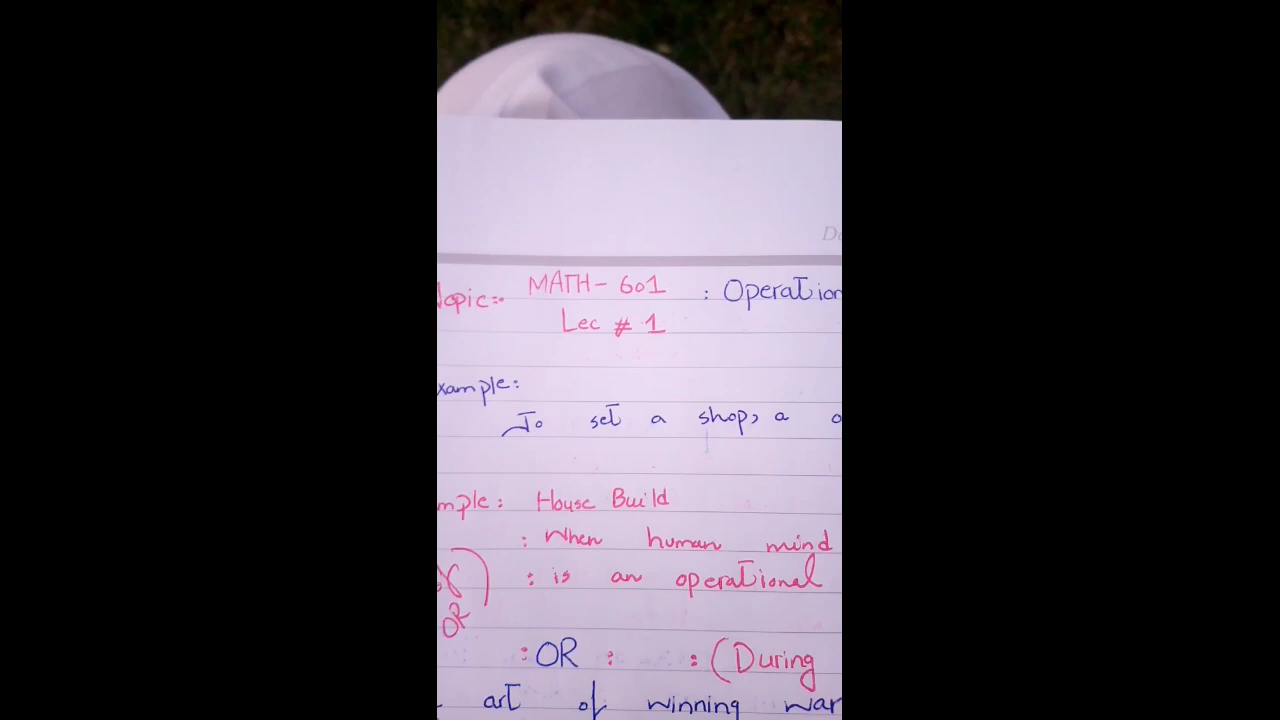 Topic:- MATH-601 : Operation
Lec # 1
xample:
To set a shop, a o
mple: House Build
: When human mind
: is an operational
OR
: OR : : (During
art of winning war